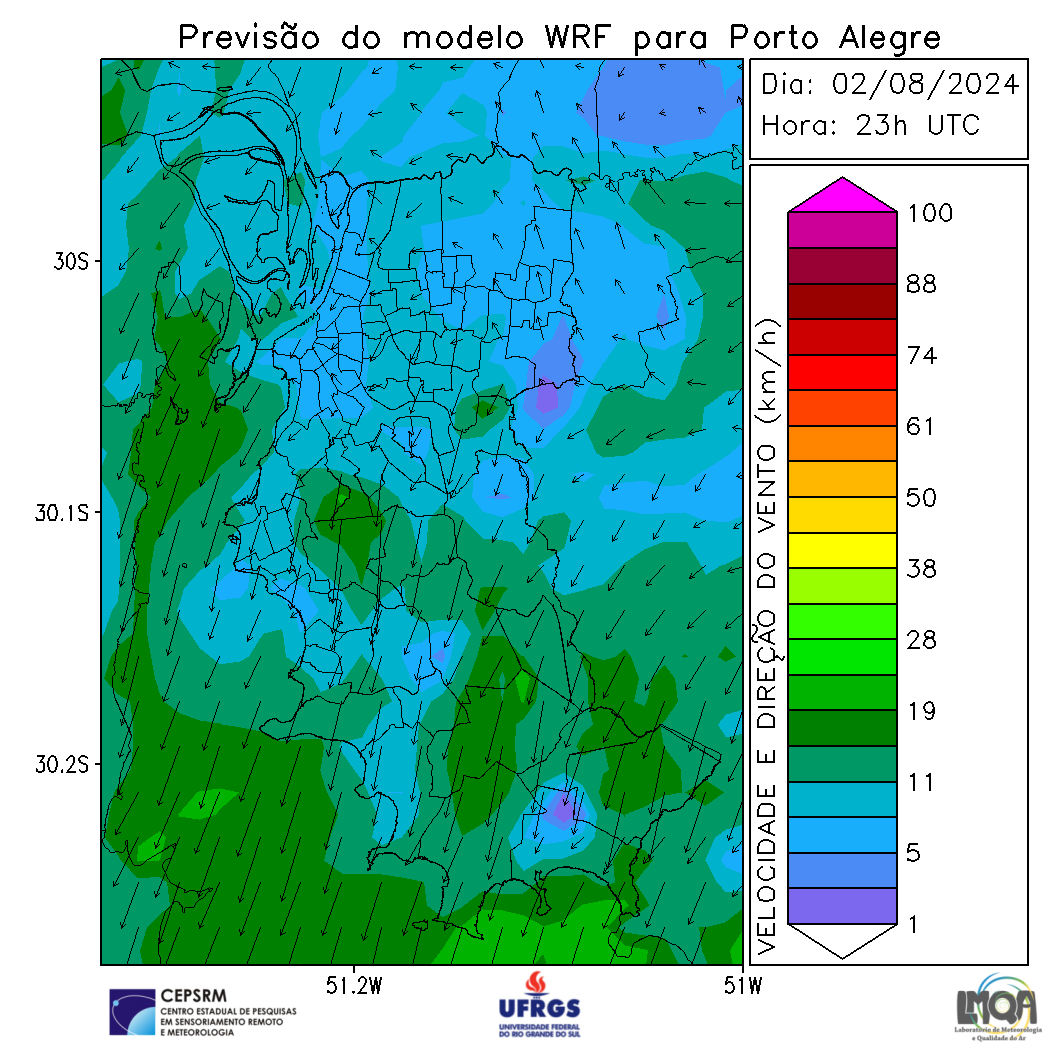 Previsão do modelo WRF para Porto Alegre
Dia: 02/08/2024
Hora: 23h UTC
30S
30.1S
30.2S
51.2W
51W
VELOCIDADE E DIREÇÃO DO VENTO (km/h)
100
88
74
61
50
38
28
19
11
5
1
CEPSRM
CENTRO ESTADUAL DE PESQUISAS
EM SENSORIAMENTO REMOTO
E METEOROLOGIA
UFRGS
UNIVERSIDADE FEDERAL
DO RIO GRANDE DO SUL
LMQA
Laboratório de Meteorologia
e Qualidade do Ar